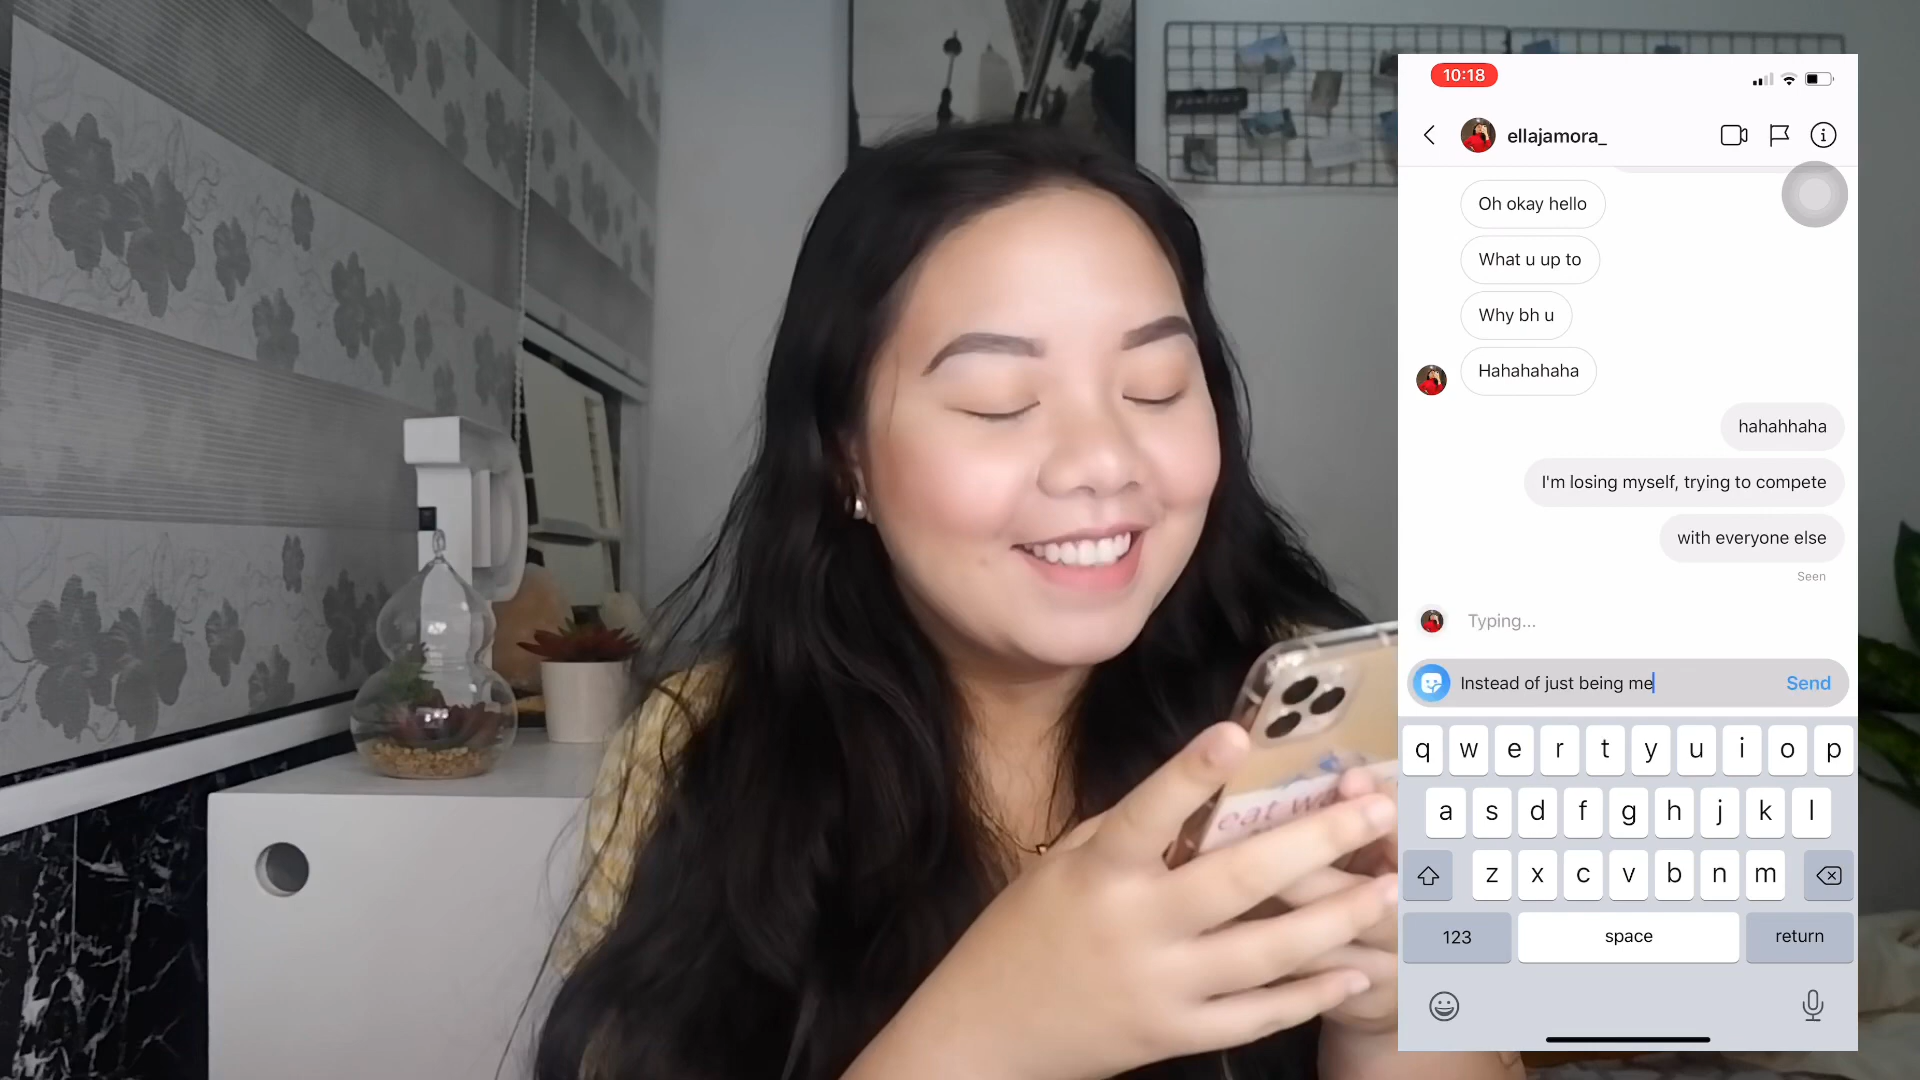 10:18
ellajamora_
Oh okay hello
What u up to
Why bh u
Hahahahaha
hahahhaha
I'm losing myself, trying to compete
with everyone else
Seen
Typing...
Instead of just being me
Send
q w e r t y u i o p
a s d f g h j k l
z x c v b n m
123 space return
eat